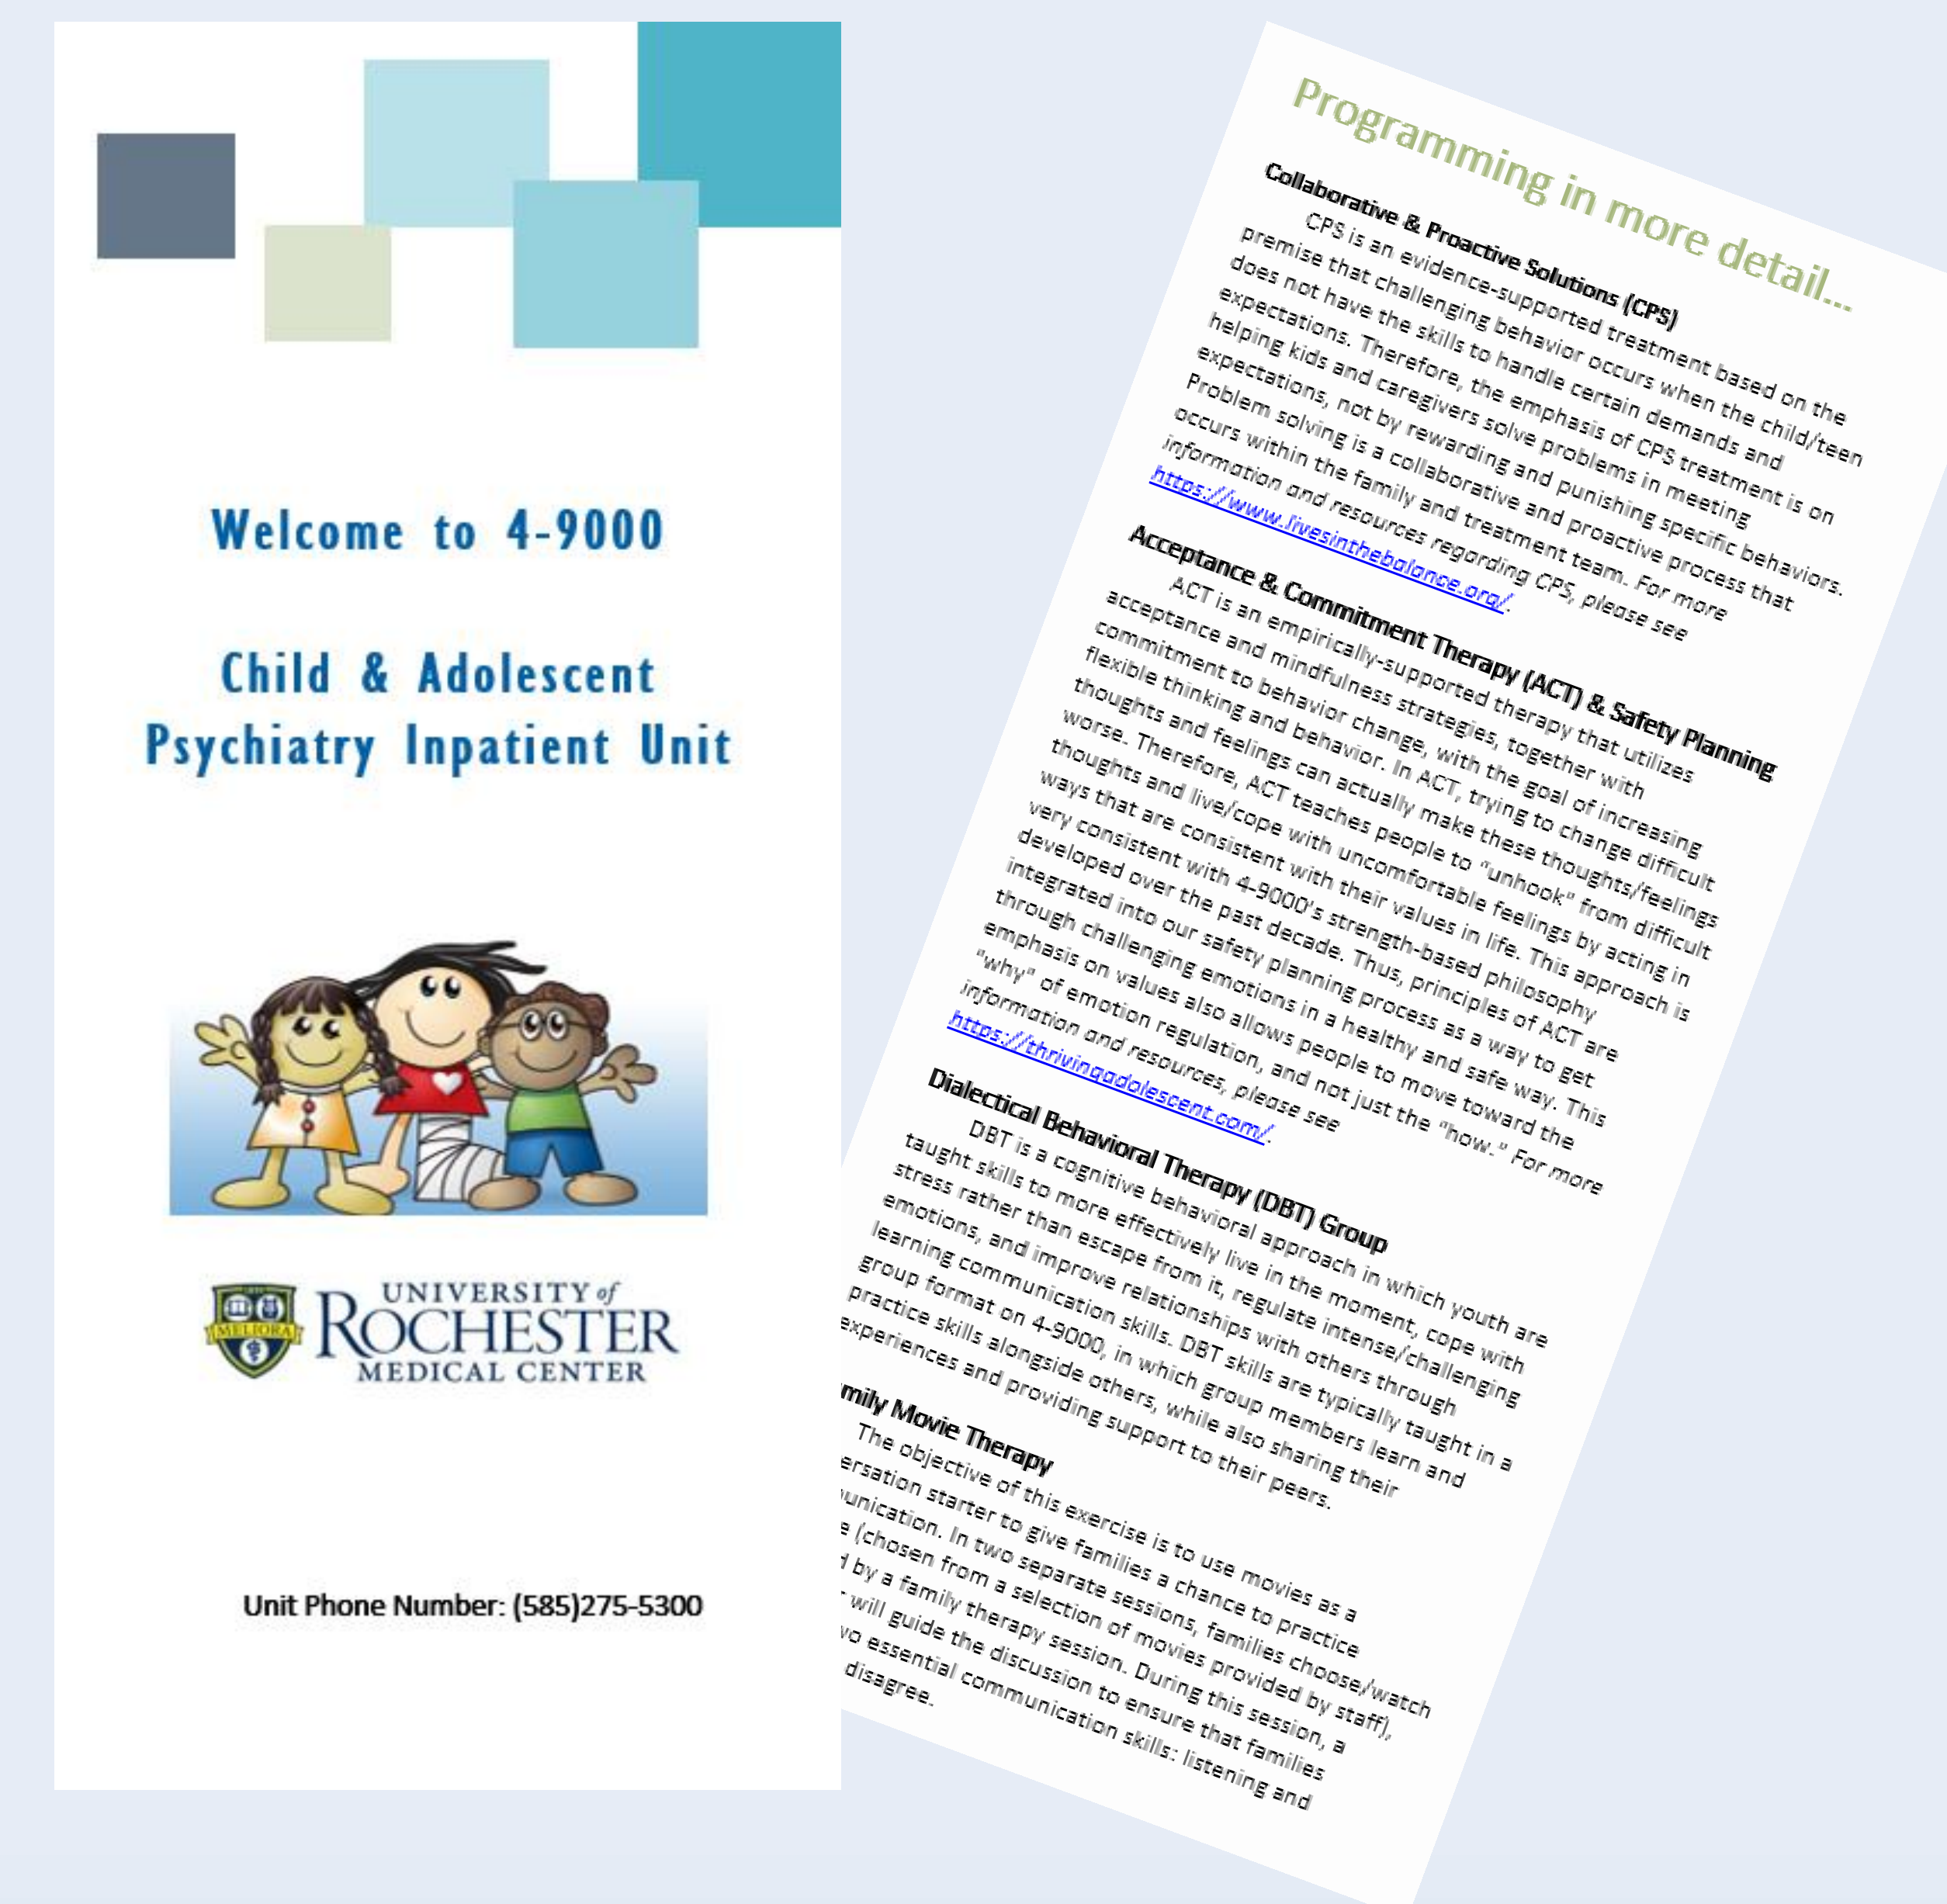 Welcome to 4-9000
Child & Adolescent
Psychiatry Inpatient Unit
MELIORA
UNIVERSITY of
ROCHESTER
MEDICAL CENTER
Unit Phone Number: (585)275-5300
Programming in more detail...
Collaborative & Proactive Solutions (CPS)
CPS is an evidence-supported treatment based on the
premise that challenging behavior occurs when the child/teen
does not have the skills to handle certain demands and
expectations. Therefore, the emphasis of CPS treatment is on
helping kids and caregivers solve problems in meeting
expectations, not by rewarding and punishing specific behaviors.
Problem solving is a collaborative and proactive process that
occurs within the family and treatment team. For more
information and resources regarding CPS, please see
https://www.livesinthebalance.org/.
Acceptance & Commitment Therapy (ACT) & Safety Planning
ACT is an empirically-supported therapy that utilizes
acceptance and mindfulness strategies, together with
commitment to behavior change, with the goal of increasing
flexible thinking and behavior. In ACT, trying to change difficult
thoughts and feelings can actually make these thoughts/feelings
worse. Therefore, ACT teaches people to "unhook" from difficult
thoughts and live/cope with uncomfortable feelings by acting in
ways that are consistent with their values in life. This approach is
very consistent with 4-9000's strength-based philosophy
developed over the past decade. Thus, principles of ACT are
integrated into our safety planning process as a way to get
through challenging emotions in a healthy and safe way. This
emphasis on values also allows people to move toward the
"why" of emotion regulation, and not just the "how." For more
information and resources, please see
https://thrivingadolescent.com/.
Dialectical Behavioral Therapy (DBT) Group
DBT is a cognitive behavioral approach in which youth are
taught skills to more effectively live in the moment, cope with
stress rather than escape from it, regulate intense/challenging
emotions, and improve relationships with others through
learning communication skills. DBT skills are typically taught in a
group format on 4-9000, in which group members learn and
practice skills alongside others, while also sharing their
experiences and providing support to their peers.
mily Movie Therapy
The objective of this exercise is to use movies as a
ersation starter to give families a chance to practice
unication. In two separate sessions, families choose/watch
e (chosen from a selection of movies provided by staff),
d by a family therapy session. During this session, a
will guide the discussion to ensure that families
wo essential communication skills: listening and
disagree.